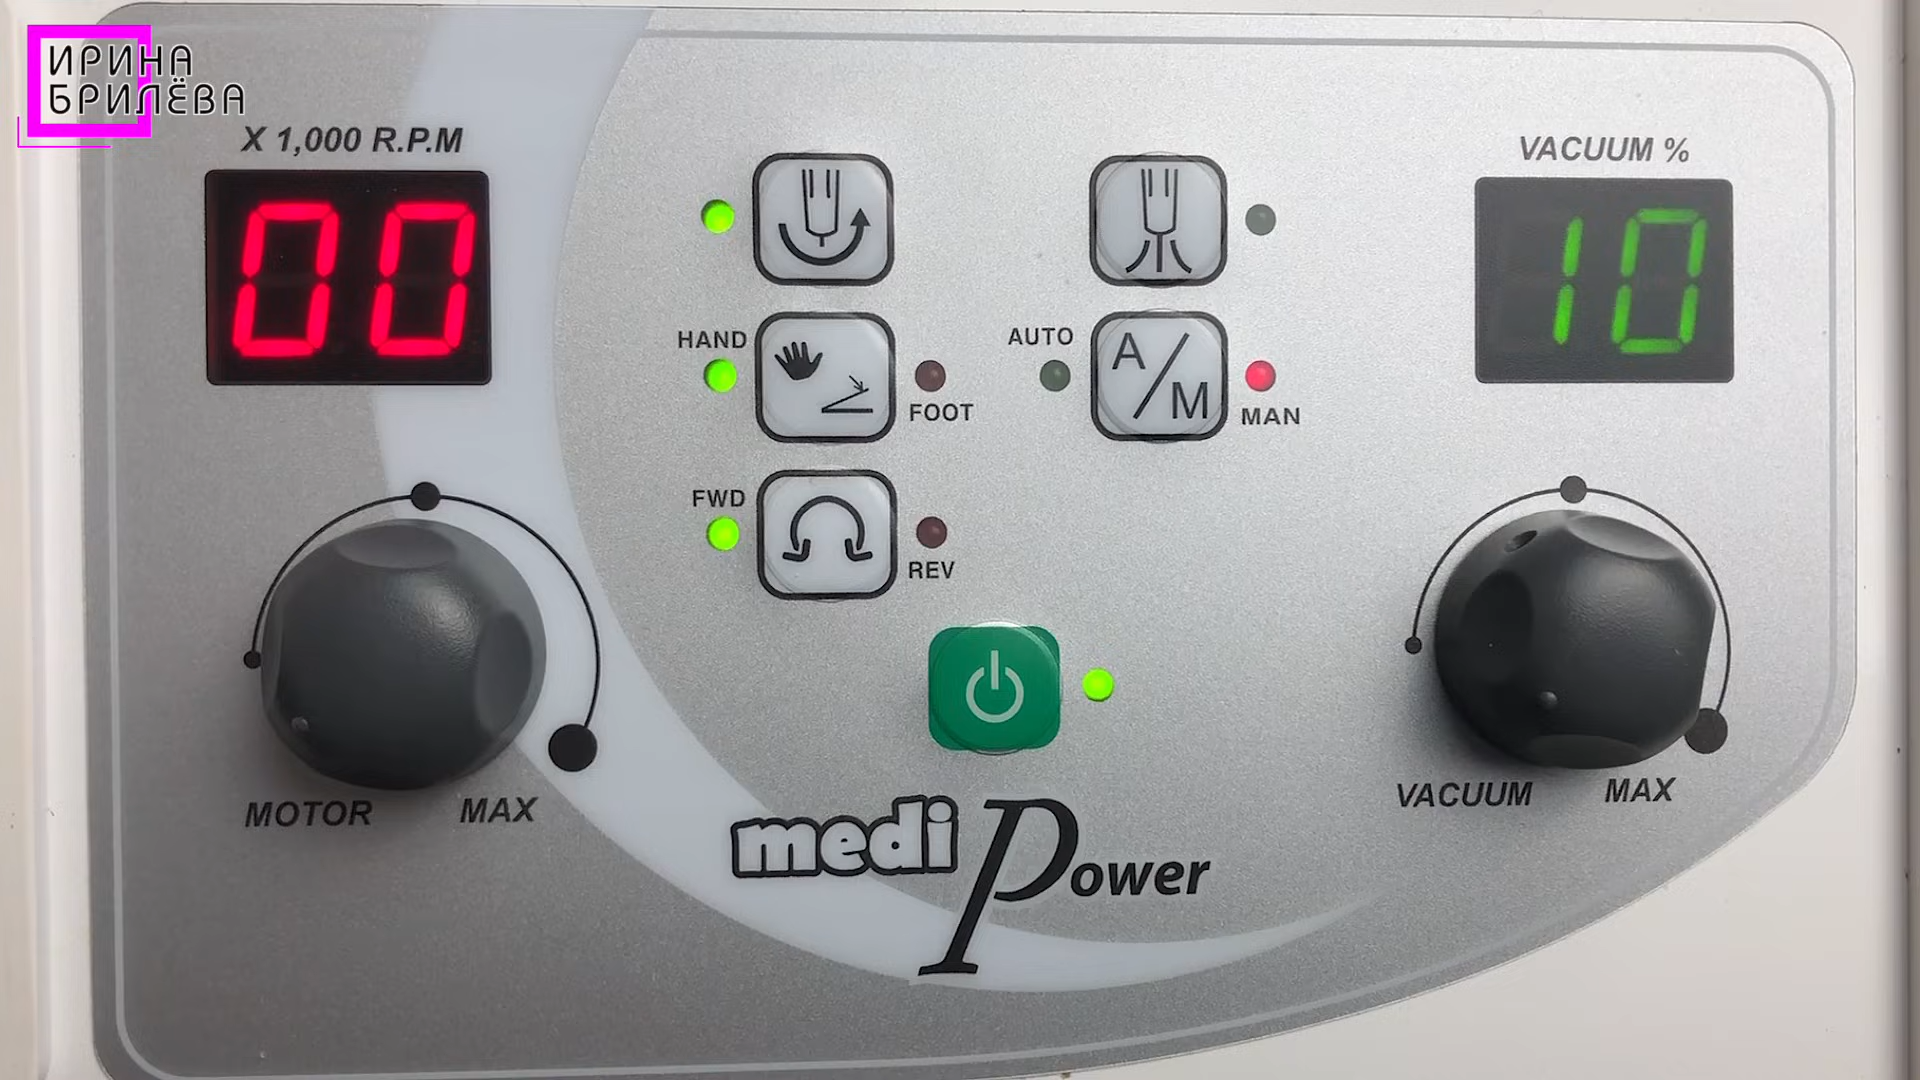 ИРИНА
БРИЛЁВА
X 1,000 R.P.M
VACUUM %
00
10
HAND
FOOT
AUTO
A/M
MAN
FWD
REV
MOTOR
MAX
VACUUM
MAX
medi Power